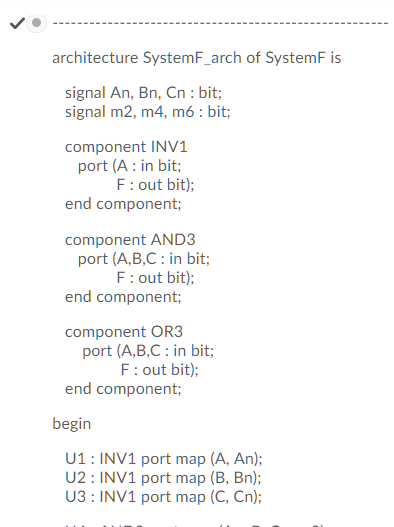 ----------------------------------------------------------------
architecture SystemF_arch of SystemF is
signal An, Bn, Cn : bit;
signal m2, m4, m6 : bit;
component INV1
port (A : in bit;
F : out bit);
end component;
component AND3
port (A,B,C : in bit;
F : out bit);
end component;
component OR3
port (A,B,C : in bit;
F : out bit);
end component;
begin
U1 : INV1 port map (A, An);
U2 : INV1 port map (B, Bn);
U3 : INV1 port map (C, Cn);